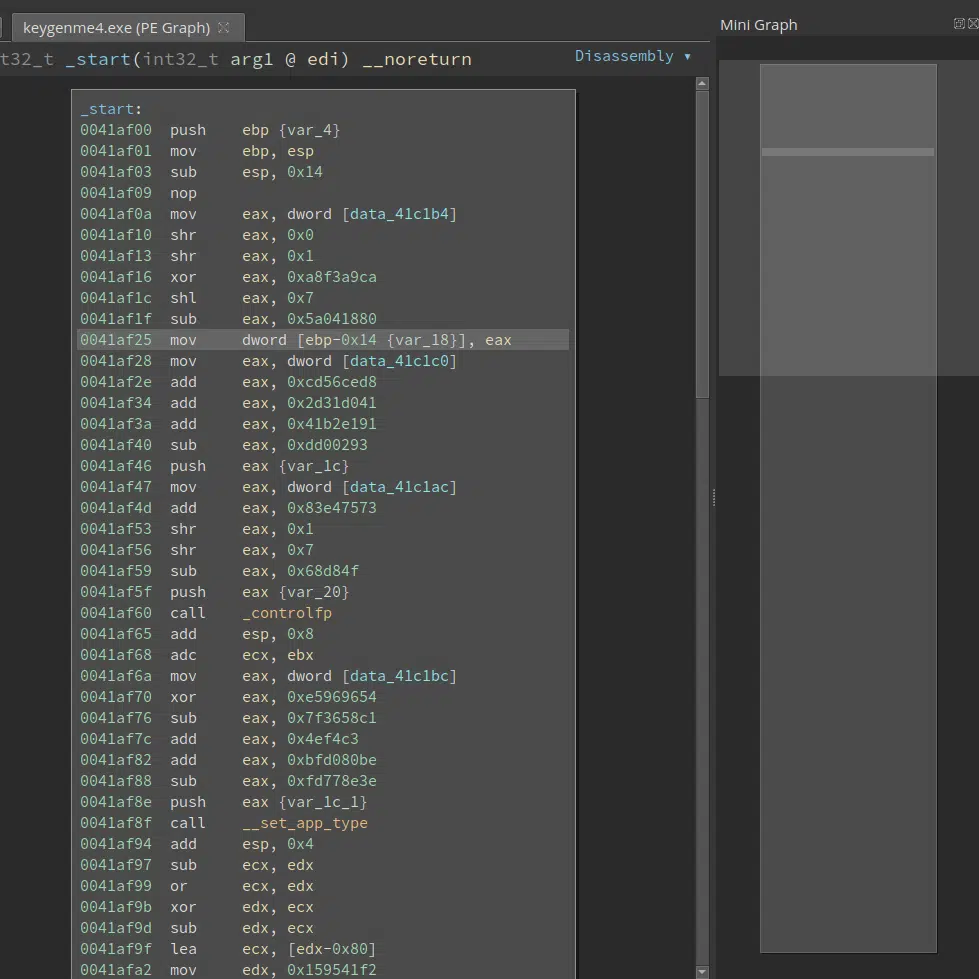 keygenme4.exe (PE Graph)
Mini Graph
t32_t _start(int32_t arg1 @ edi) __noreturn
Disassembly
_start:
0041af00 push ebp {var_4}
0041af01 mov ebp, esp
0041af03 sub esp, 0x14
0041af09 nop
0041af0a mov eax, dword [data_41c1b4]
0041af10 shr eax, 0x0
0041af13 shr eax, 0x1
0041af16 xor eax, 0xa8f3a9ca
0041af1c shl eax, 0x7
0041af1f sub eax, 0x5a041880
0041af25 mov dword [ebp-0x14 {var_18}], eax
0041af28 mov eax, dword [data_41c1c0]
0041af2e add eax, 0xcd56ced8
0041af34 add eax, 0x2d31d041
0041af3a add eax, 0x41b2e191
0041af40 sub eax, 0xdd00293
0041af46 push eax {var_1c}
0041af47 mov eax, dword [data_41c1ac]
0041af4d add eax, 0x83e47573
0041af53 shr eax, 0x1
0041af56 shr eax, 0x7
0041af59 sub eax, 0x68d84f
0041af5f push eax {var_20}
0041af60 call _controlfp
0041af65 add esp, 0x8
0041af68 adc ecx, ebx
0041af6a mov eax, dword [data_41c1bc]
0041af70 xor eax, 0xe5969654
0041af76 sub eax, 0x7f3658c1
0041af7c add eax, 0x4ef4c3
0041af82 add eax, 0xbfd080be
0041af88 sub eax, 0xfd778e3e
0041af8e push eax {var_1c_1}
0041af8f call __set_app_type
0041af94 add esp, 0x4
0041af97 sub ecx, edx
0041af99 or ecx, edx
0041af9b xor edx, ecx
0041af9d sub edx, ecx
0041af9f lea ecx, [edx-0x80]
0041afa2 mov edx, 0x159541f2